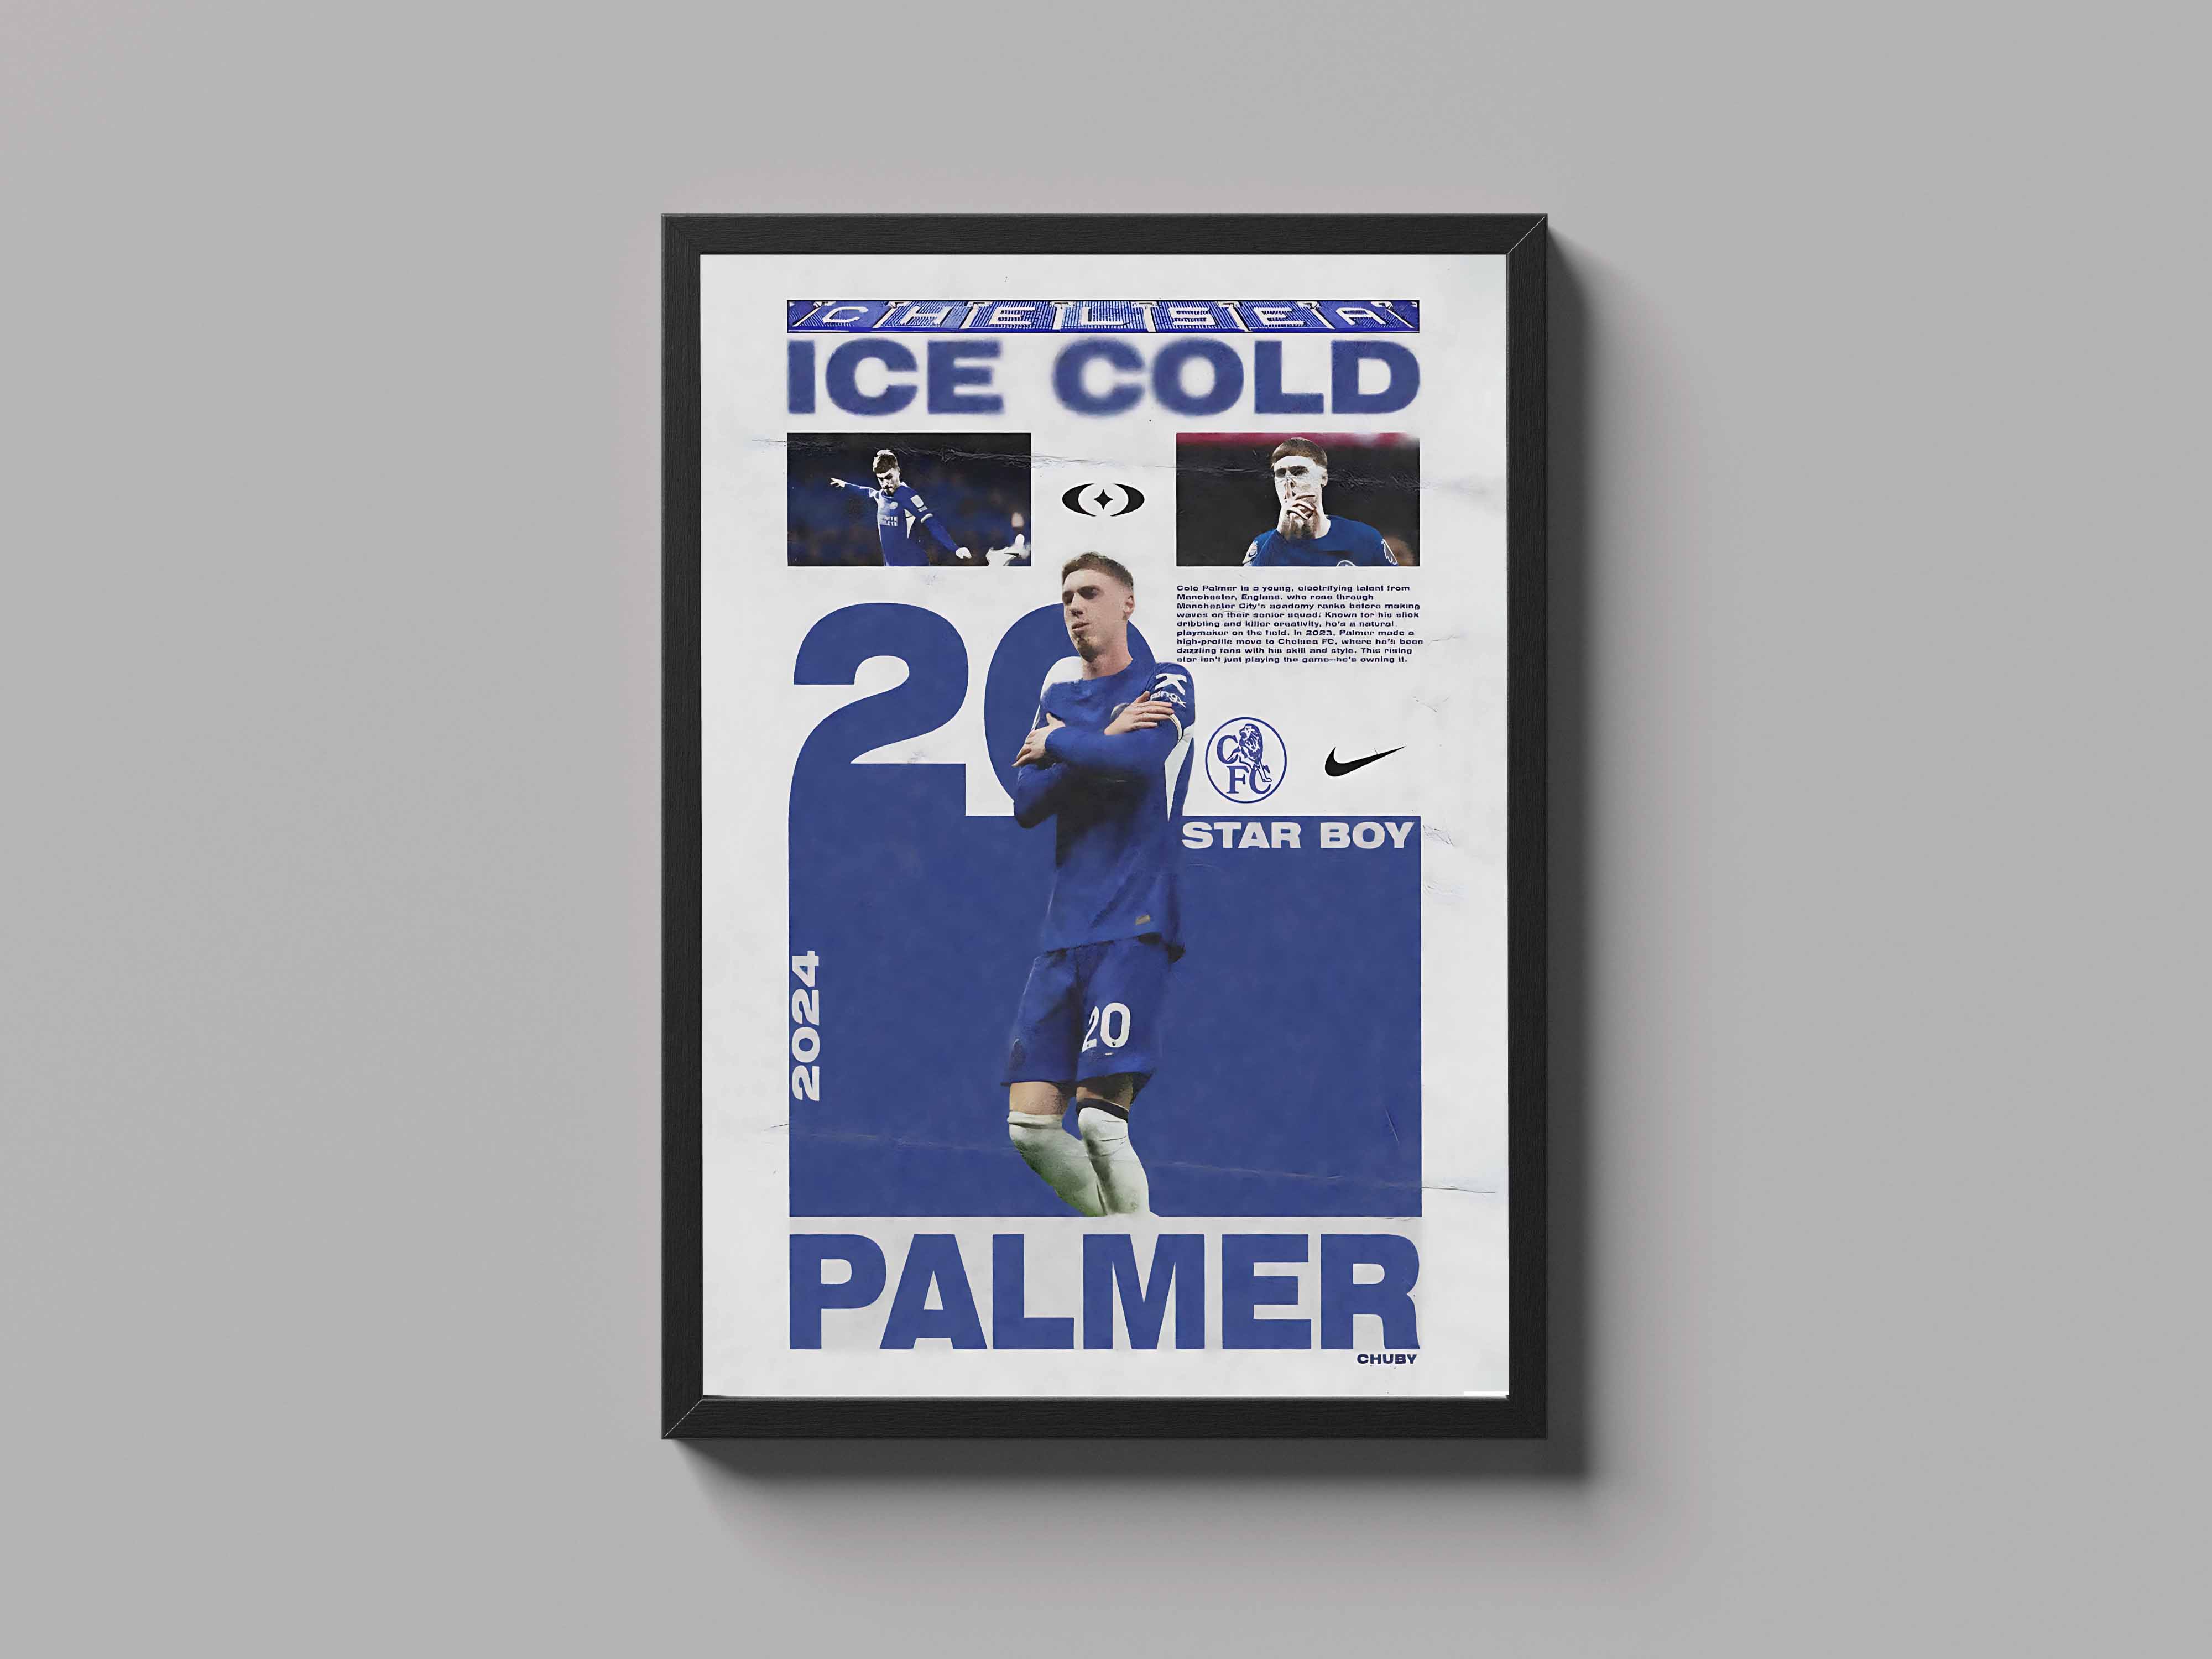 CHELSEA
ICE COLD
Cole Palmer is a young, electrifying talent from
Manchester, England, who rose through
Manchester City's academy ranks before making
waves on their senior squad. Known for his slick
dribbling and killer creativity, he's a natural
playmaker on the field. In 2023, Palmer made a
high-profile move to Chelsea FC, where he's been
dazzling fans with his skill and style. This rising
star isn't just playing the game—he's owning it.
20
CFC
STAR BOY
2024
20
PALMER
CHUBY